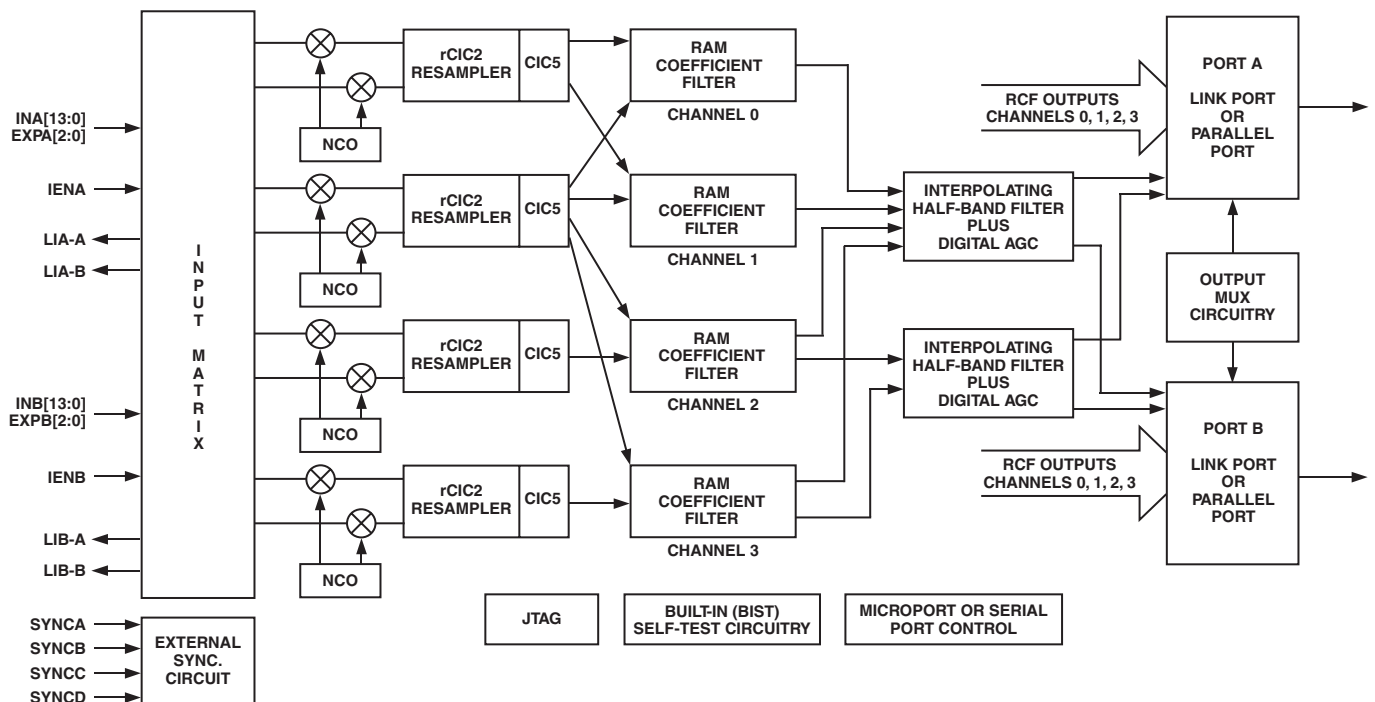 INA[13:0]
EXPA[2:0]
IENA
LIA-A
LIA-B
INB[13:0]
EXPB[2:0]
IENB
LIB-A
LIB-B
SYNCA
SYNCB
SYNCC
SYNCD
INPUT
MATRIX
EXTERNAL
SYNC.
CIRCUIT
NCO
NCO
NCO
NCO
rCIC2
RESAMPLER
CIC5
rCIC2
RESAMPLER
CIC5
rCIC2
RESAMPLER
CIC5
rCIC2
RESAMPLER
CIC5
RAM
COEFFICIENT
FILTER
CHANNEL 0
RAM
COEFFICIENT
FILTER
CHANNEL 1
RAM
COEFFICIENT
FILTER
CHANNEL 2
RAM
COEFFICIENT
FILTER
CHANNEL 3
INTERPOLATING
HALF-BAND FILTER
PLUS
DIGITAL AGC
INTERPOLATING
HALF-BAND FILTER
PLUS
DIGITAL AGC
RCF OUTPUTS
CHANNELS 0, 1, 2, 3
RCF OUTPUTS
CHANNELS 0, 1, 2, 3
PORT A
LINK PORT
OR
PARALLEL
PORT
OUTPUT
MUX
CIRCUITRY
PORT B
LINK PORT
OR
PARALLEL
PORT
JTAG
BUILT-IN (BIST)
SELF-TEST CIRCUITRY
MICROPORT OR SERIAL
PORT CONTROL